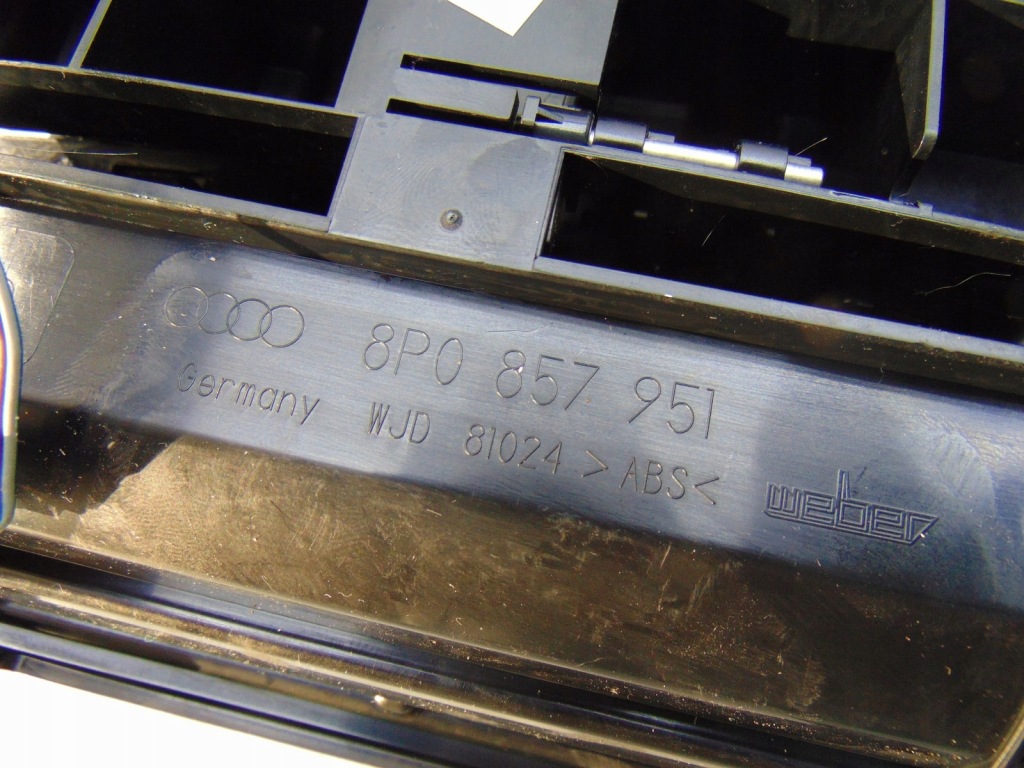 8P0 857 951
Germany WJD 81024 >ABS<
weber